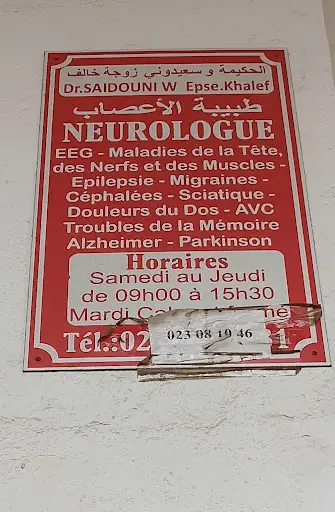 الحكيمة و سعيدوني زوجة خالف
Dr.SAIDOUNI W Epse.Khalef
طبيبة الأعصاب
NEUROLOGUE
EEG - Maladies de la Tête,
des Nerfs et des Muscles -
Epilepsie - Migraines -
Céphalées - Sciatique -
Douleurs du Dos - AVC
Troubles de la Mémoire
Alzheimer - Parkinson
Horaires
Samedi au Jeudi
de 09h00 à 15h30
Mardi
023 08 10 46
Tél.:02 1